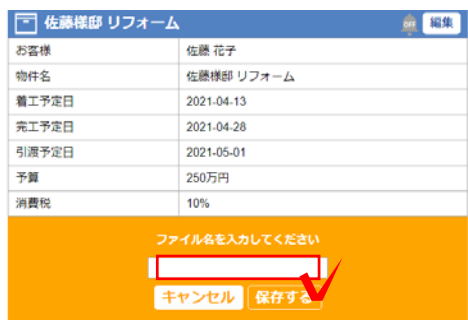 佐藤様邸 リフォーム OFF 編集
お客様 佐藤 花子
物件名 佐藤様邸 リフォーム
着工予定日 2021-04-13
完工予定日 2021-04-28
引渡予定日 2021-05-01
予算 250万円
消費税 10%
ファイル名を入力してください
キャンセル 保存する